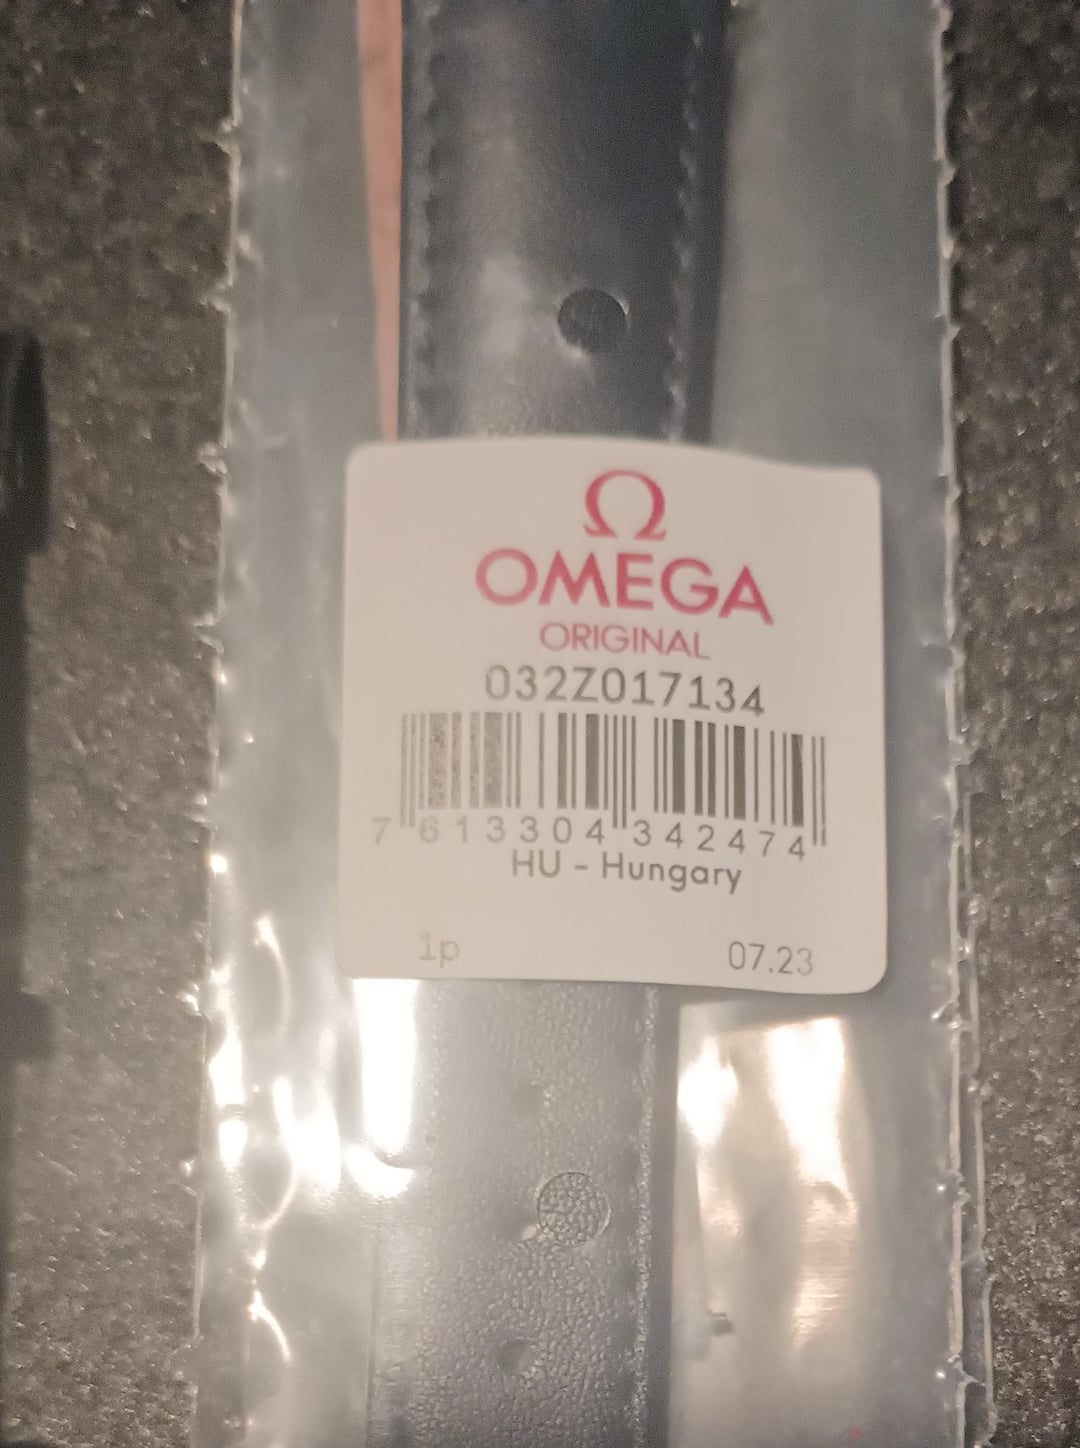 Ω
OMEGA
ORIGINAL
032Z017134
7 613304 342474
HU - Hungary
1p 07.23